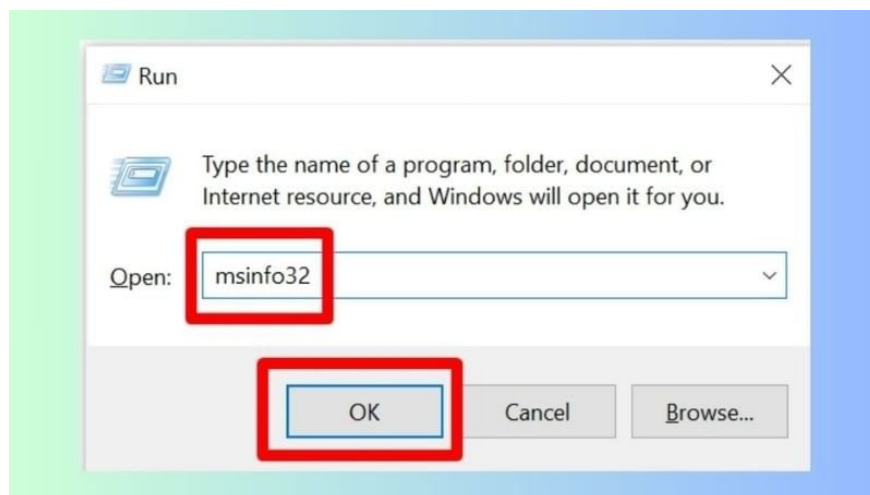 Run
Type the name of a program, folder, document, or
Internet resource, and Windows will open it for you.
Open: msinfo32
OK Cancel Browse...